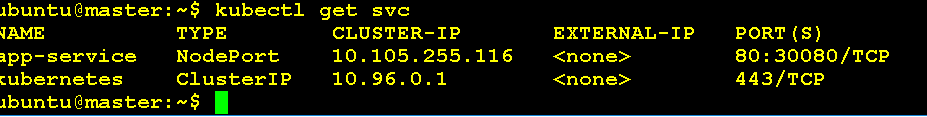 ubuntu@master:~$ kubectl get svc
NAME TYPE CLUSTER-IP EXTERNAL-IP PORT(S)
app-service NodePort 10.105.255.116 <none> 80:30080/TCP
kubernetes ClusterIP 10.96.0.1 <none> 443/TCP
ubuntu@master:~$